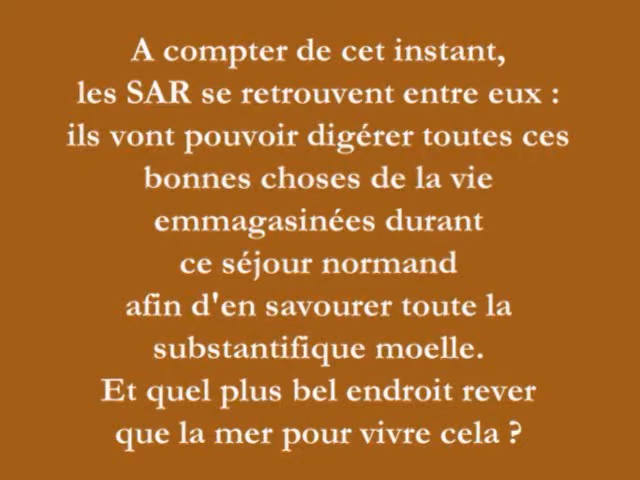 A compter de cet instant,
les SAR se retrouvent entre eux :
ils vont pouvoir digérer toutes ces
bonnes choses de la vie
emmagasinées durant
ce séjour normand
afin d'en savourer toute la
substantifique moelle.
Et quel plus bel endroit rever
que la mer pour vivre cela ?